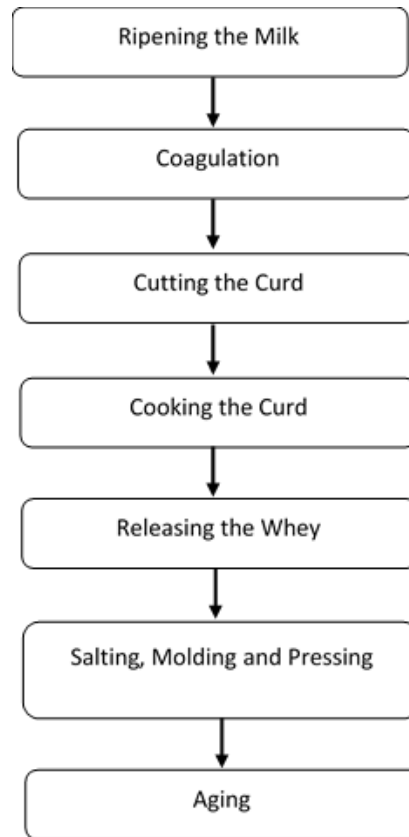 Ripening the Milk
Coagulation
Cutting the Curd
Cooking the Curd
Releasing the Whey
Salting, Molding and Pressing
Aging